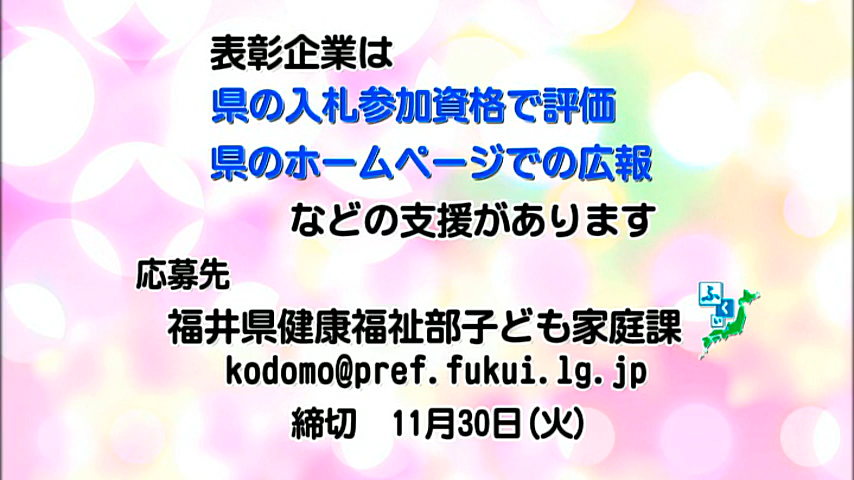 表彰企業は
県の入札参加資格で評価
県のホームページでの広報
などの支援があります
応募先
福井県健康福祉部子ども家庭課
kodomo@pref.fukui.lg.jp
締切　11月30日(火)
ふくい